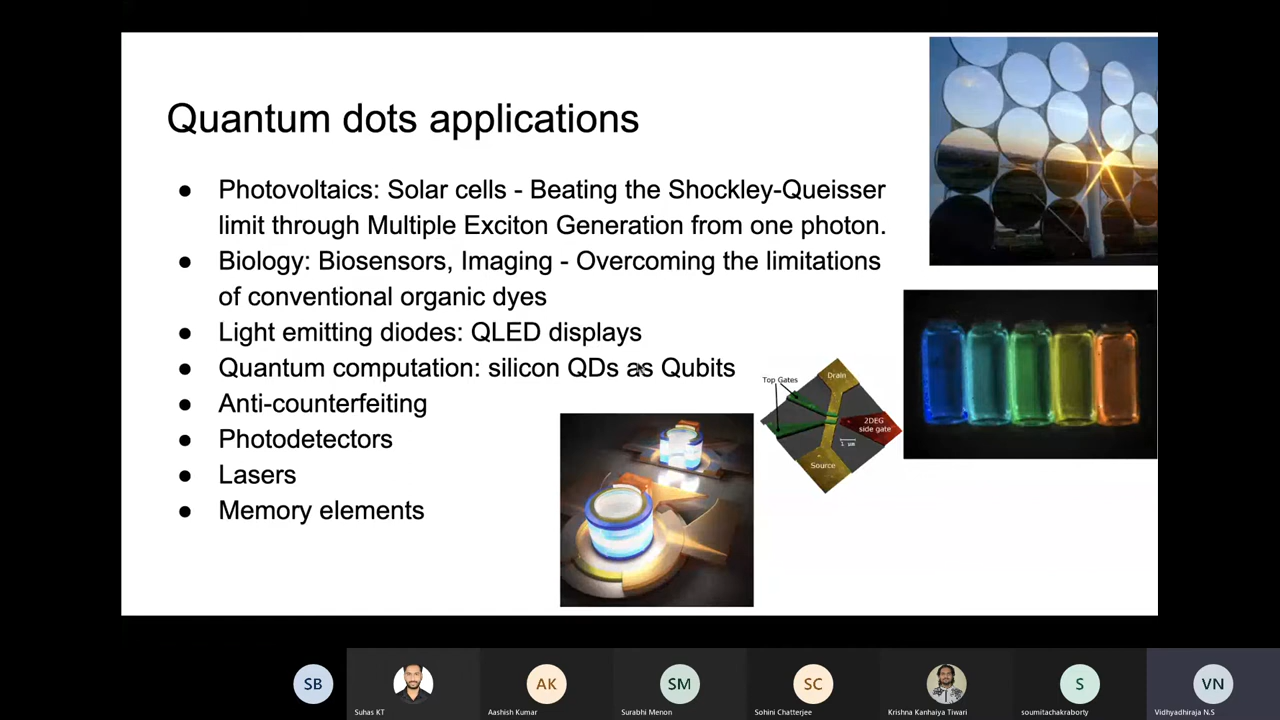 Quantum dots applications
● Photovoltaics: Solar cells - Beating the Shockley-Queisser
limit through Multiple Exciton Generation from one photon.
● Biology: Biosensors, Imaging - Overcoming the limitations
of conventional organic dyes
● Light emitting diodes: QLED displays
● Quantum computation: silicon QDs as Qubits
● Anti-counterfeiting
● Photodetectors
● Lasers
● Memory elements
Top Gates
Drain
2DEG
side gate
1 µm
Source
SB
AK
SM
SC
S
VN
Suhas KT
Aashish Kumar
Surabhi Menon
Sohini Chatterjee
Krishna Kanhaiya Tiwari
soumitachakraborty
Vidhyadhiraja N.S